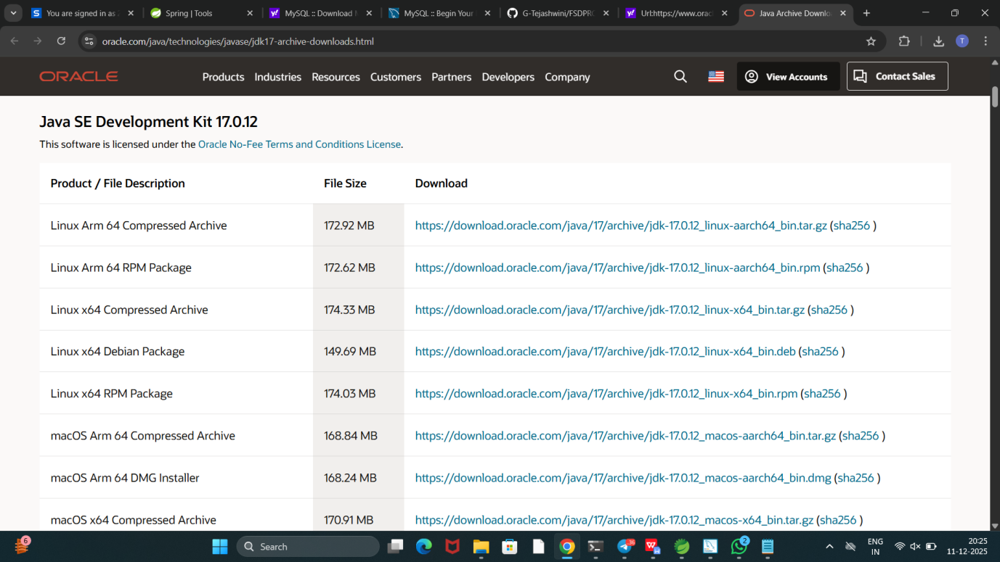 You are signed in as
Spring | Tools
MySQL :: Download M
MySQL :: Begin Your
G-Tejashwini/FSDPRO
Url:https://www.orac
Java Archive Downlo
oracle.com/java/technologies/javase/jdk17-archive-downloads.html
T
ORACLE
Products Industries Resources Customers Partners Developers Company
View Accounts
Contact Sales
Java SE Development Kit 17.0.12
This software is licensed under the Oracle No-Fee Terms and Conditions License.
Product / File Description File Size Download
Linux Arm 64 Compressed Archive 172.92 MB https://download.oracle.com/java/17/archive/jdk-17.0.12_linux-aarch64_bin.tar.gz (sha256 )
Linux Arm 64 RPM Package 172.62 MB https://download.oracle.com/java/17/archive/jdk-17.0.12_linux-aarch64_bin.rpm (sha256 )
Linux x64 Compressed Archive 174.33 MB https://download.oracle.com/java/17/archive/jdk-17.0.12_linux-x64_bin.tar.gz (sha256 )
Linux x64 Debian Package 149.69 MB https://download.oracle.com/java/17/archive/jdk-17.0.12_linux-x64_bin.deb (sha256 )
Linux x64 RPM Package 174.03 MB https://download.oracle.com/java/17/archive/jdk-17.0.12_linux-x64_bin.rpm (sha256 )
macOS Arm 64 Compressed Archive 168.84 MB https://download.oracle.com/java/17/archive/jdk-17.0.12_macos-aarch64_bin.tar.gz (sha256 )
macOS Arm 64 DMG Installer 168.24 MB https://download.oracle.com/java/17/archive/jdk-17.0.12_macos-aarch64_bin.dmg (sha256 )
macOS x64 Compressed Archive 170.91 MB https://download.oracle.com/java/17/archive/jdk-17.0.12_macos-x64_bin.tar.gz (sha256 )
6
Search
36
2
ENG
IN
20:25
11-12-2025